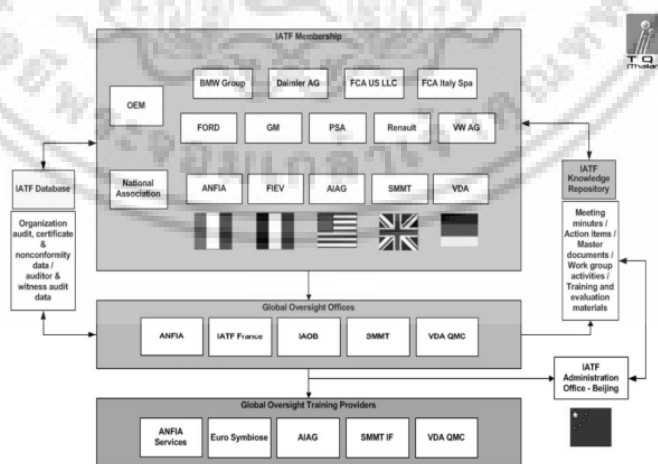 IATF Membership
BMW Group
Daimler AG
FCA US LLC
FCA Italy Spa
OEM
FORD
GM
PSA
Renault
VW AG
National
Association
ANFIA
FIEV
AIAG
SMMT
VDA
IATF Database
Organization
audit, certificate
&
nonconformity
data /
auditor &
witness audit
data
IATF
Knowledge
Repository
Meeting
minutes /
Action items /
Master
documents /
Work group
activities /
Training and
evaluation
materials
Global Oversight Offices
ANFIA
IATF France
IAOB
SMMT
VDA QMC
IATF
Administration
Office - Beijing
Global Oversight Training Providers
ANFIA
Services
Euro Symbiose
AIAG
SMMT IF
VDA QMC
T Q